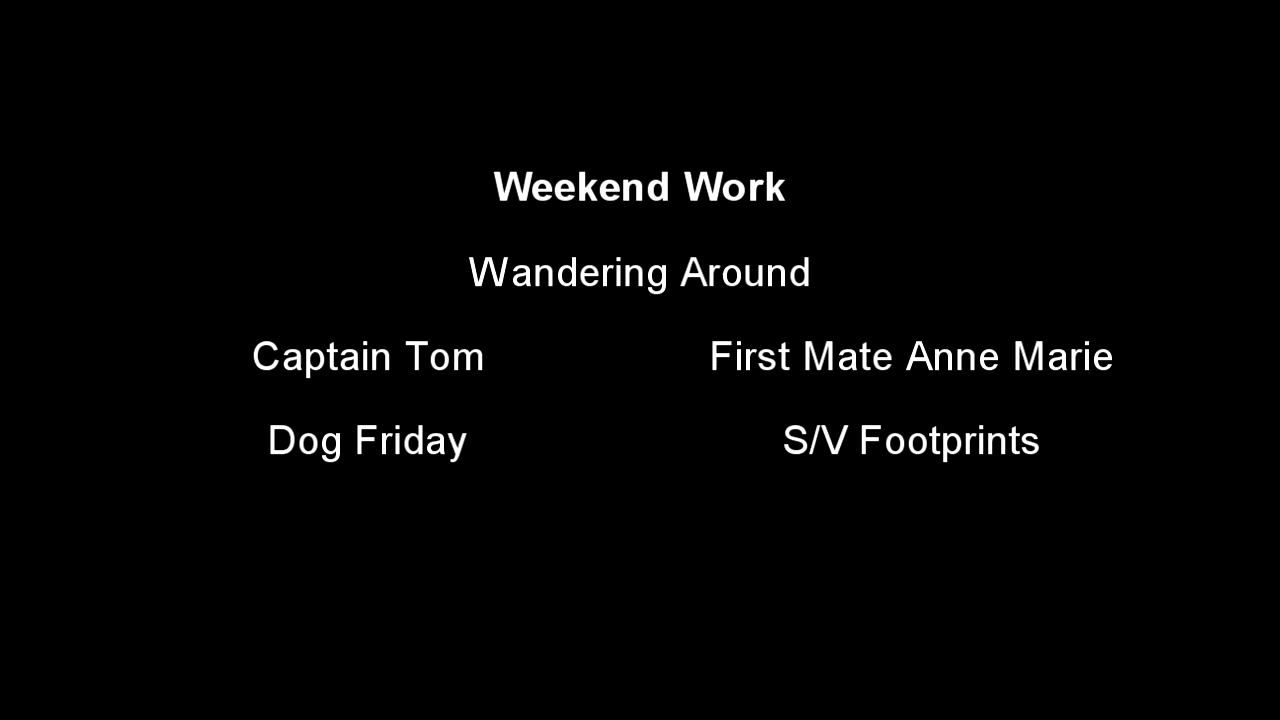 Weekend Work
Wandering Around
Captain Tom First Mate Anne Marie
Dog Friday S/V Footprints